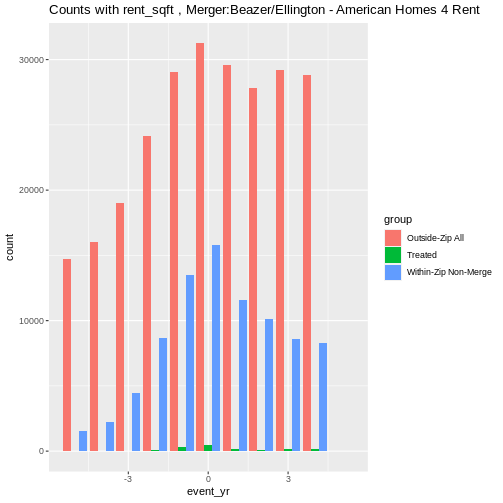 Counts with rent_sqft , Merger:Beazer/Ellington - American Homes 4 Rent
30000
20000
10000
0
count
-3
0
3
event_yr
group
Outside-Zip All
Treated
Within-Zip Non-Merge